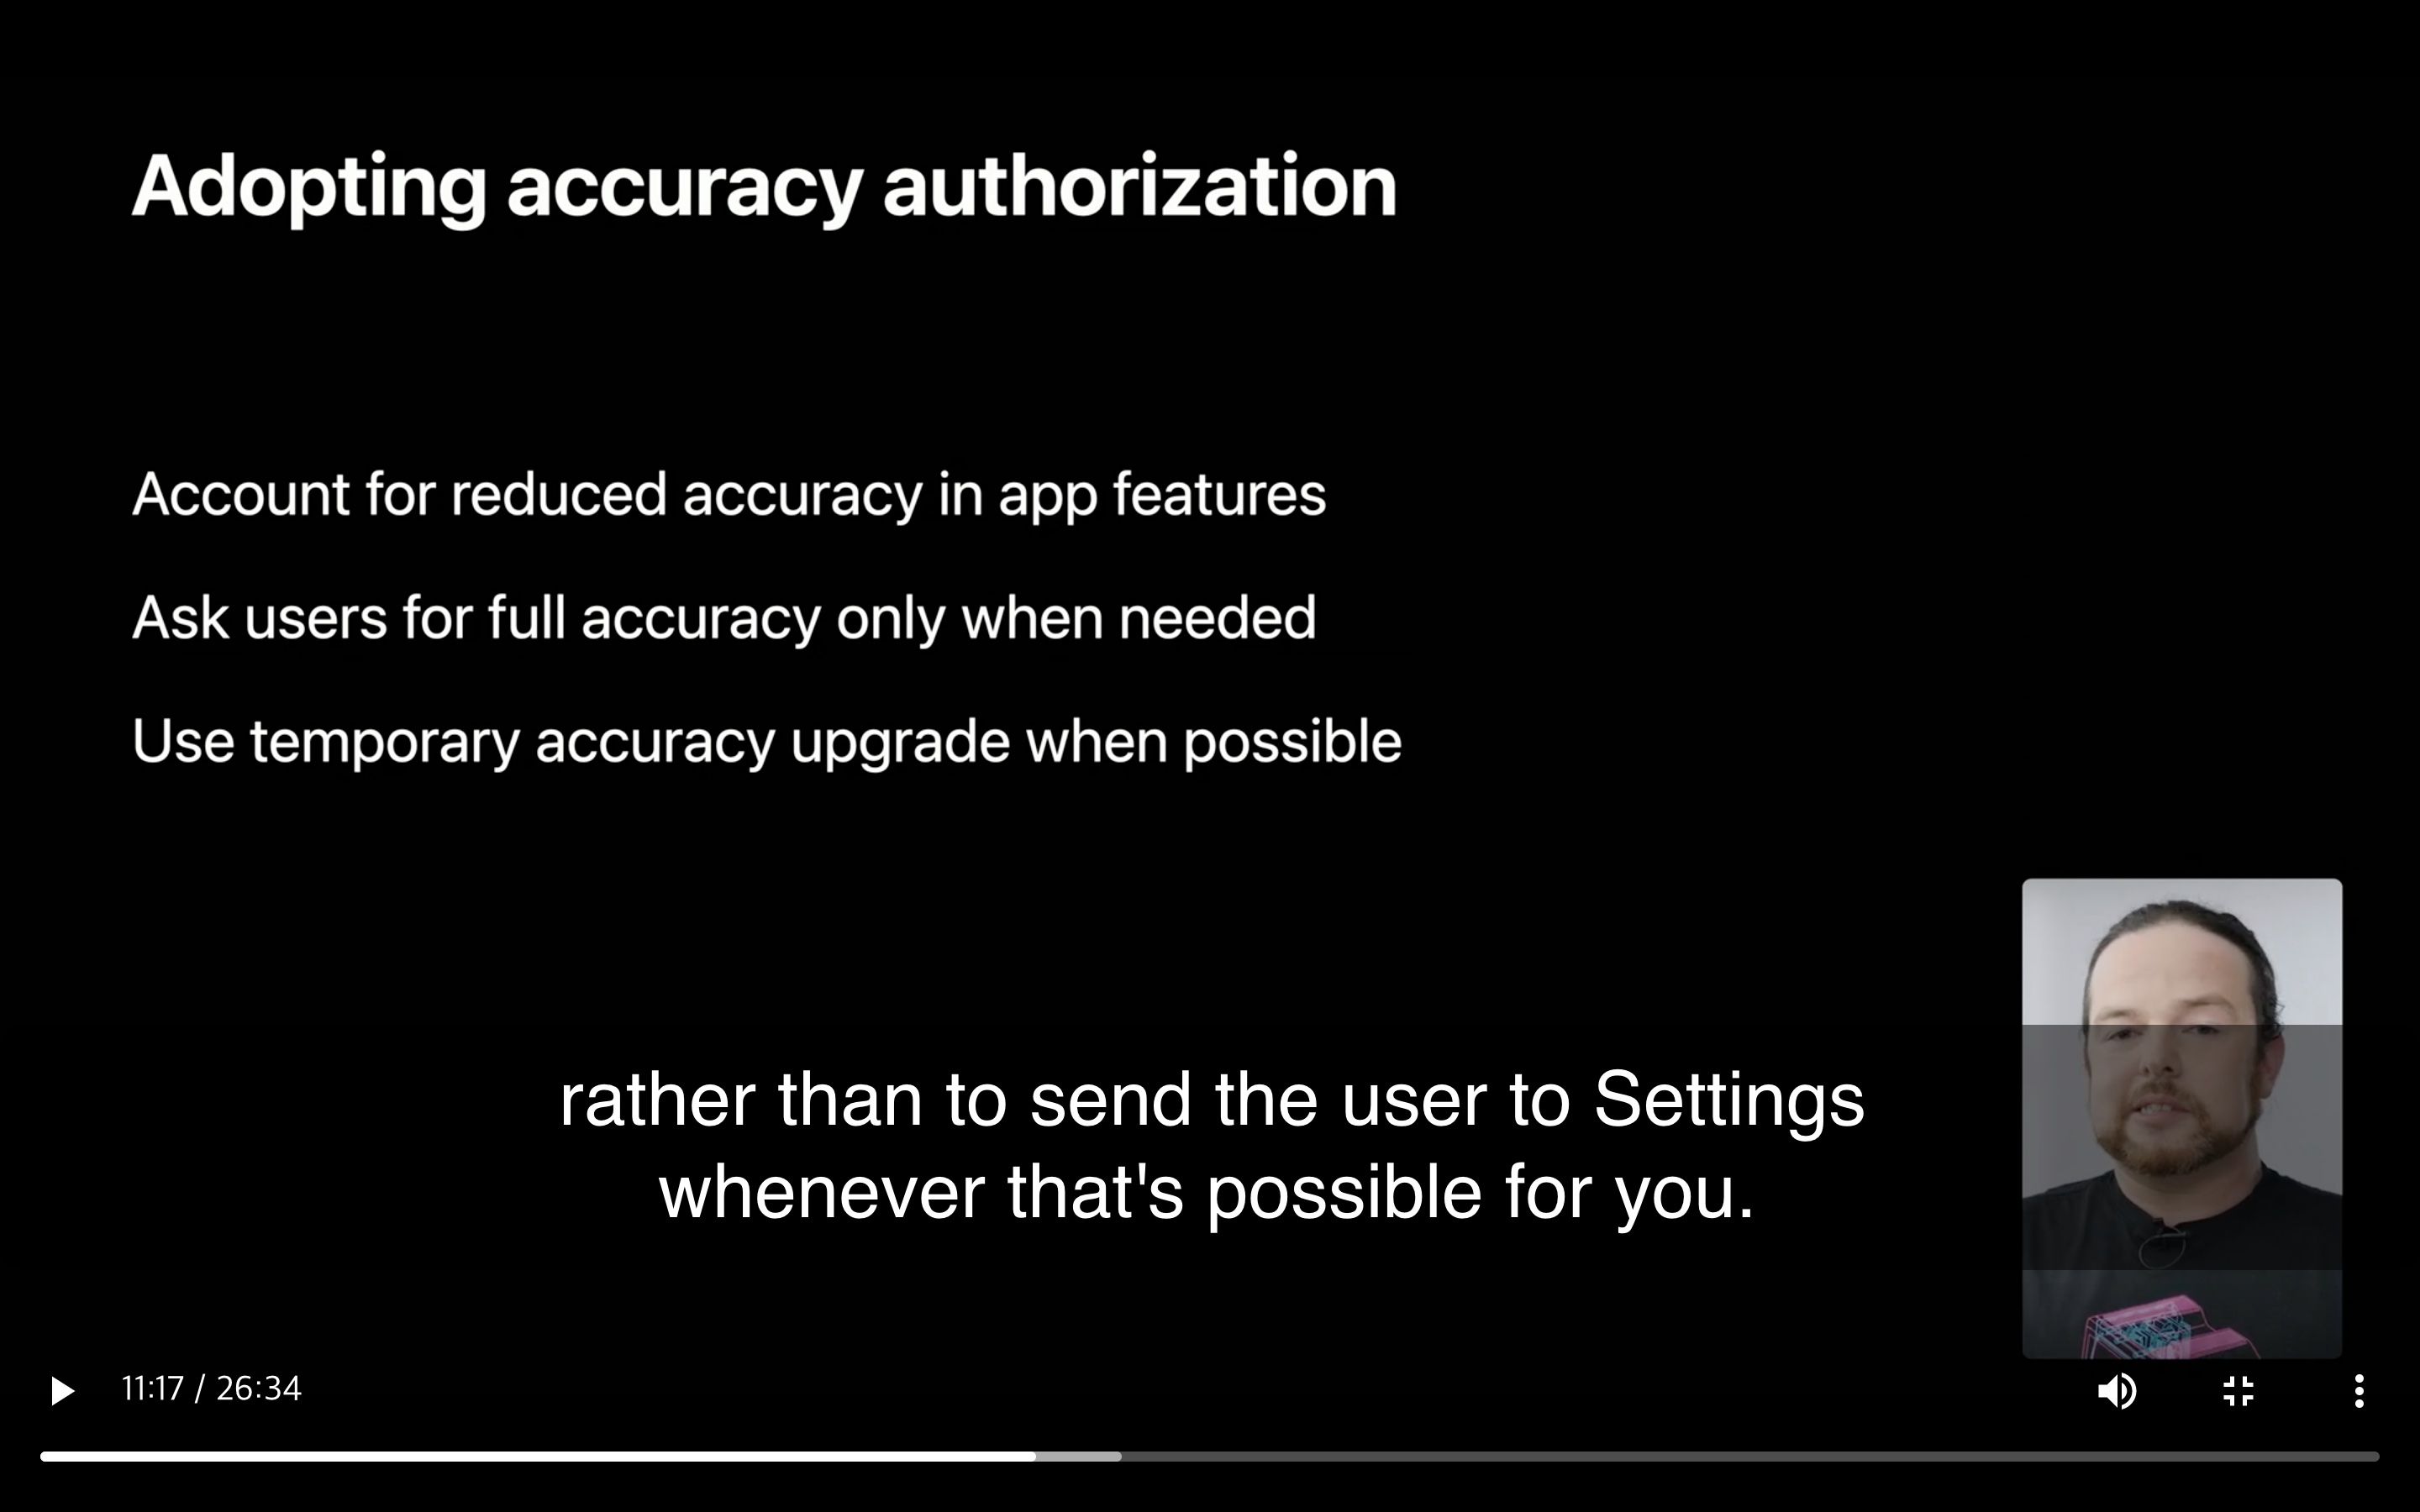 Adopting accuracy authorization
Account for reduced accuracy in app features
Ask users for full accuracy only when needed
Use temporary accuracy upgrade when possible
rather than to send the user to Settings
whenever that's possible for you.
11:17 / 26:34